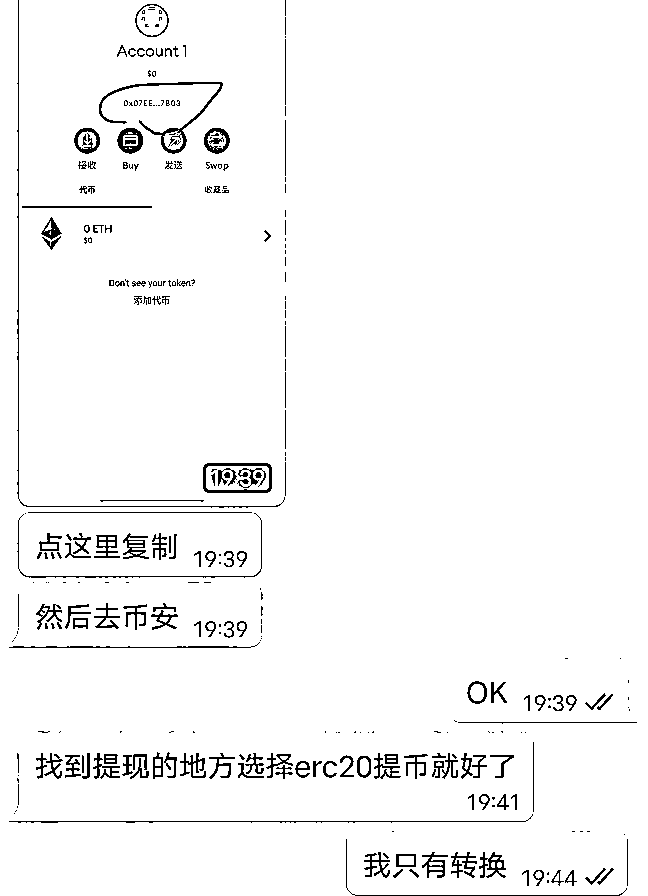 Account 1
$0
0x07EE...7B03
接收
Buy
发送
Swap
代币
收藏品
0 ETH
$0
Don't see your token?
添加代币
19:39
点这里复制 19:39
然后去币安 19:39
OK 19:39
找到提现的地方选择erc20提币就好了
19:41
我只有转换 19:44